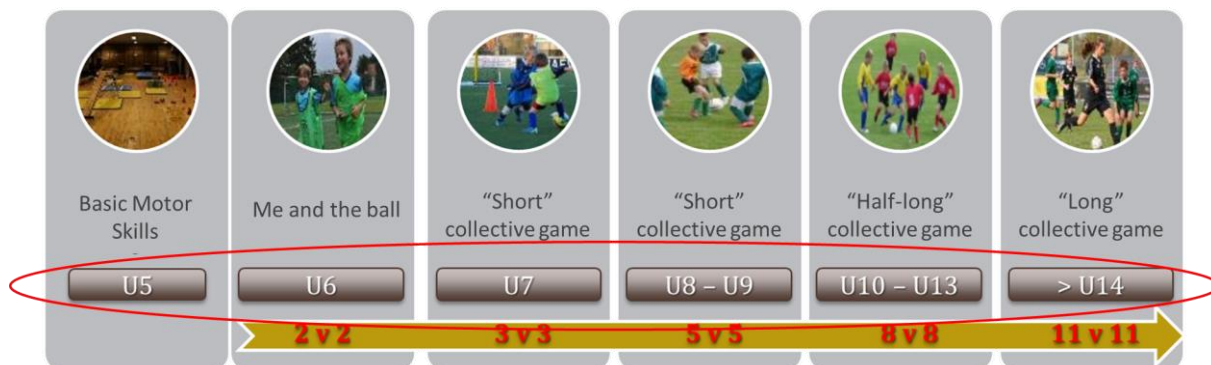 Basic Motor
Skills
-
Me and the ball
“Short”
collective game
“Short”
collective game
“Half-long”
collective game
“Long”
collective game
U5
U6
U7
U8 – U9
U10 – U13
> U14
2 v 2
3 v 3
5 v 5
8 v 8
11 v 11